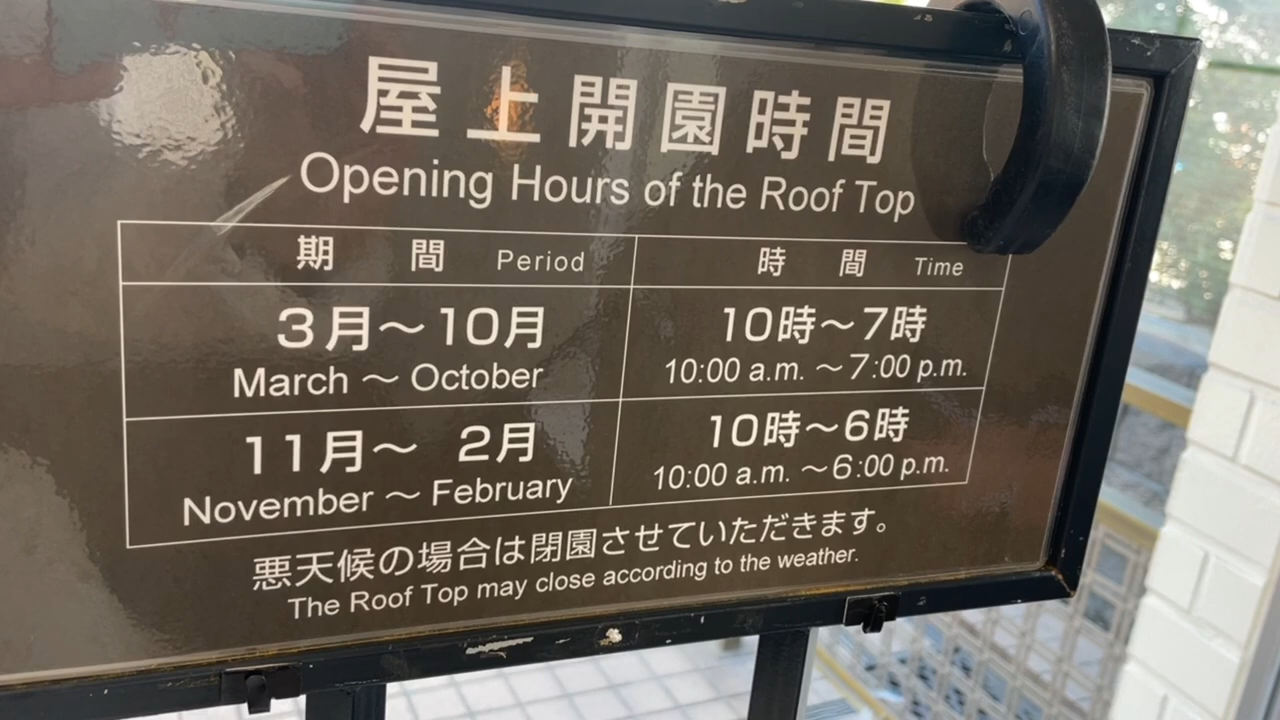 屋上開園時間
Opening Hours of the Roof Top
期間 Period 時間 Time
3月～10月 10時～7時
March ～ October 10:00 a.m. ～7:00 p.m.
11月～ 2月 10時～6時
November ～ February 10:00 a.m. ～6:00 p.m.
悪天候の場合は閉園させていただきます。
The Roof Top may close according to the weather.